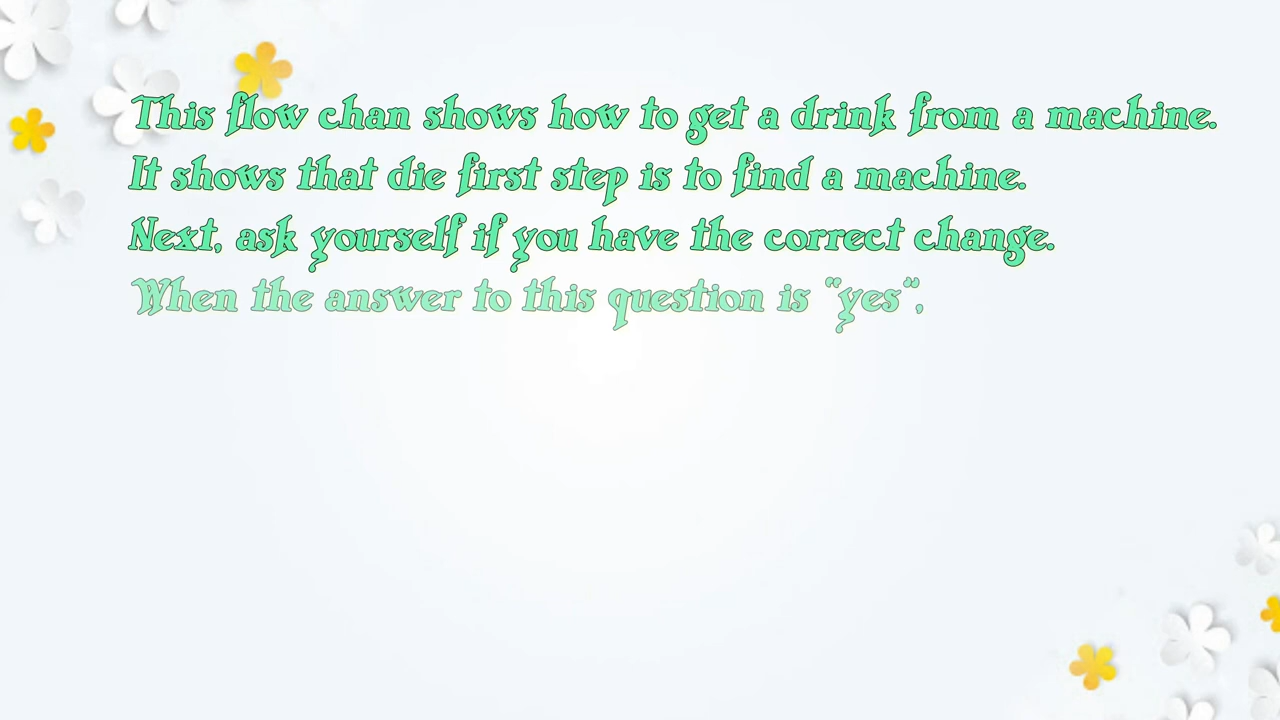 This flow chan shows how to get a drink from a machine.
It shows that die first step is to find a machine.
Next, ask yourself if you have the correct change.
When the answer to this question is “yes”,